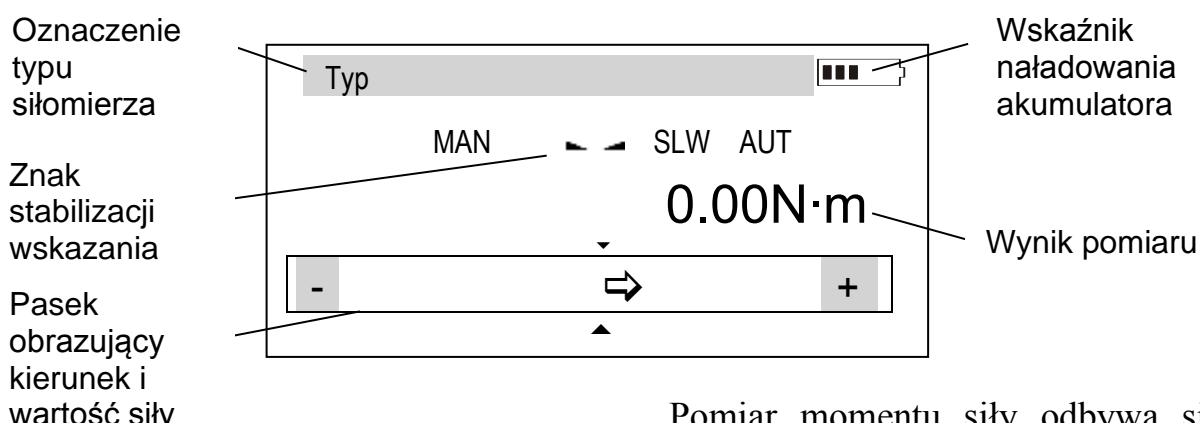 Oznaczenie
typu
siłomierza
Znak
stabilizacji
wskazania
Pasek
obrazujący
kierunek i
wartość siły
Typ
MAN SLW AUT
0.00N·m
- +
Wskaźnik
naładowania
akumulatora
Wynik pomiaru
Pomiar momentu siły odbywa